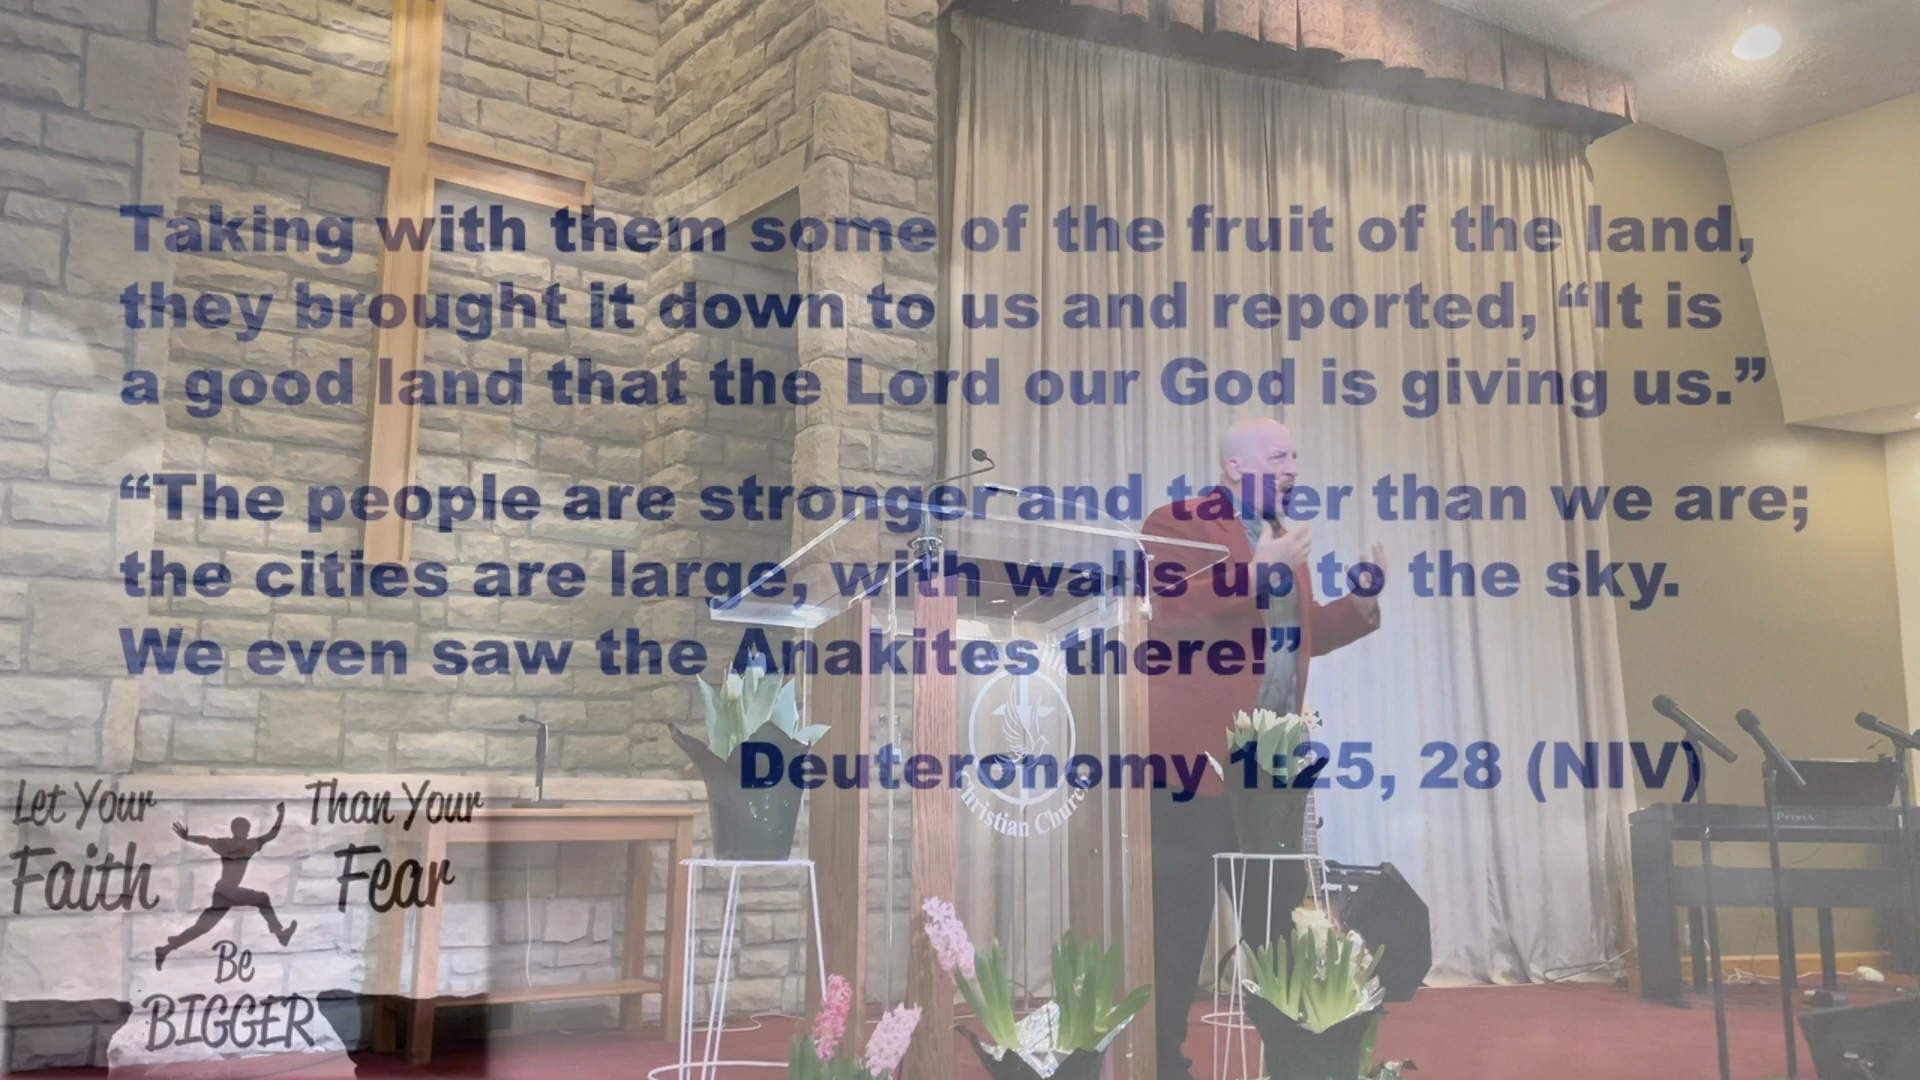 Taking with them some of the fruit of the land,
they brought it down to us and reported, “It is
a good land that the Lord our God is giving us.”
“The people are stronger and taller than we are;
the cities are large, with walls up to the sky.
We even saw the Anakites there!”
Deuteronomy 1:25, 28 (NIV)
Christian Church
Privia
Let Your
Faith
Be
BIGGER
Than Your
Fear